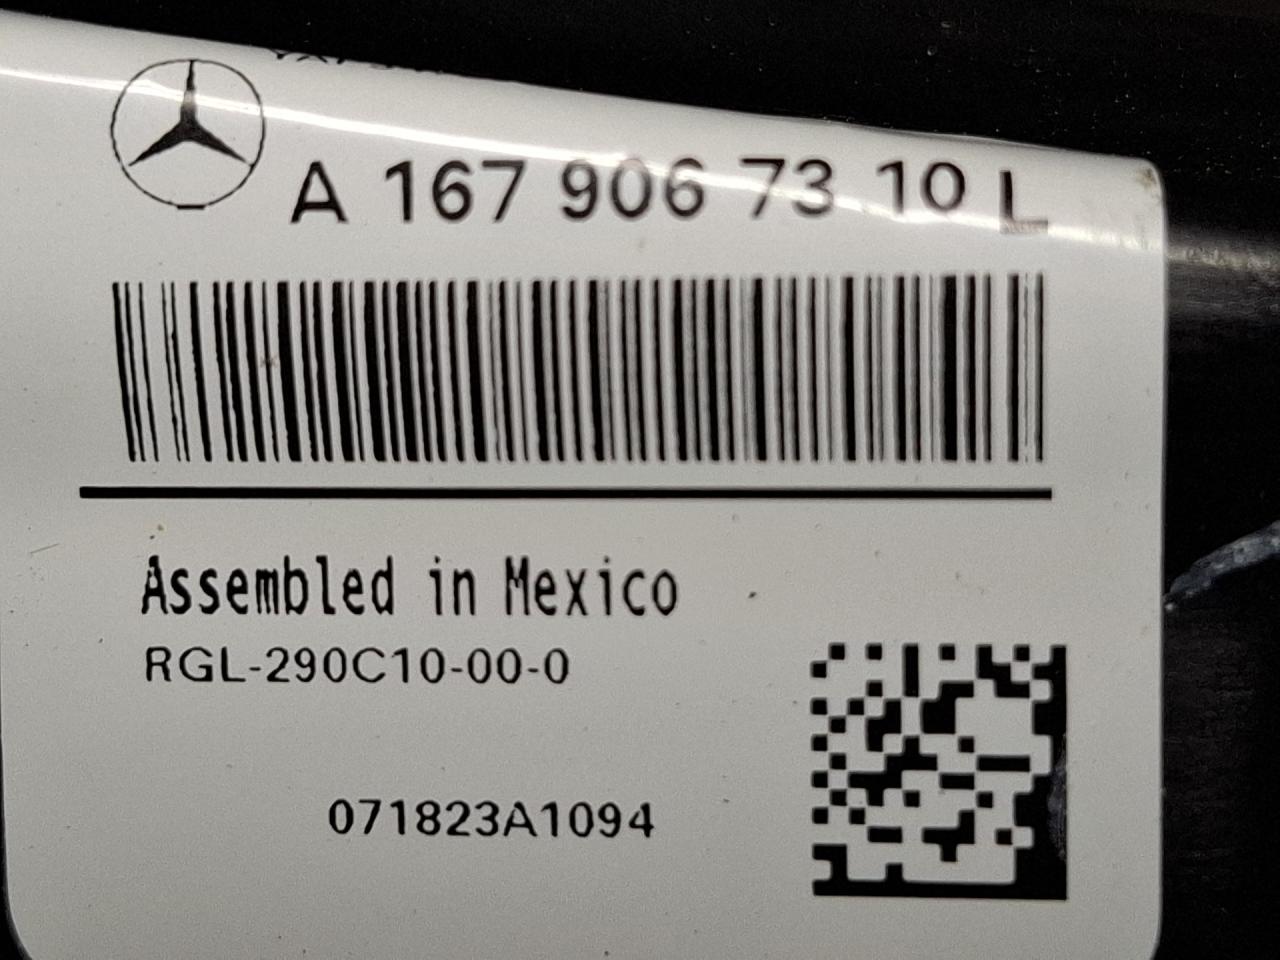 A 167 906 73 10 L
Assembled in Mexico
RGL-290C10-00-0
071823A1094